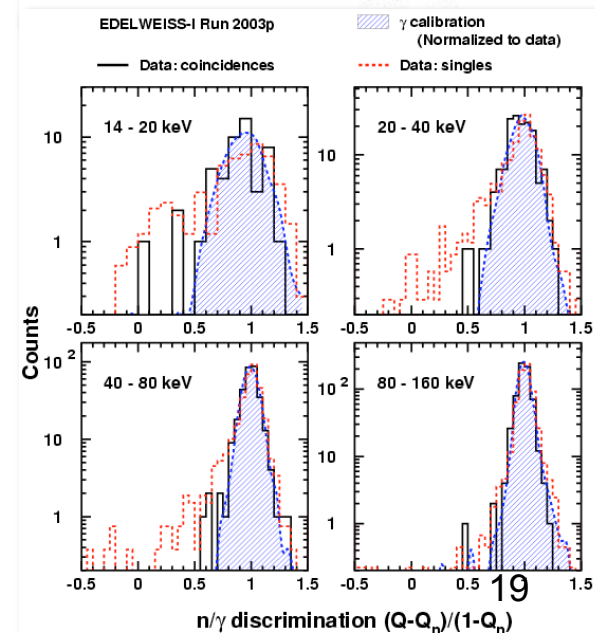 EDELWEISS-I Run 2003p
γ calibration
(Normalized to data)
Data: coincidences
Data: singles
14 - 20 keV
20 - 40 keV
10
1
10
1
-0.5 0 0.5 1 1.5
-0.5 0 0.5 1 1.5
Counts
40 - 80 keV
80 - 160 keV
10²
10
1
10²
10
1
-0.5 0 0.5 1 1.5
-0.5 0 0.5 1 1.5
19
n/γ discrimination (Q-Qₙ)/(1-Qₙ)